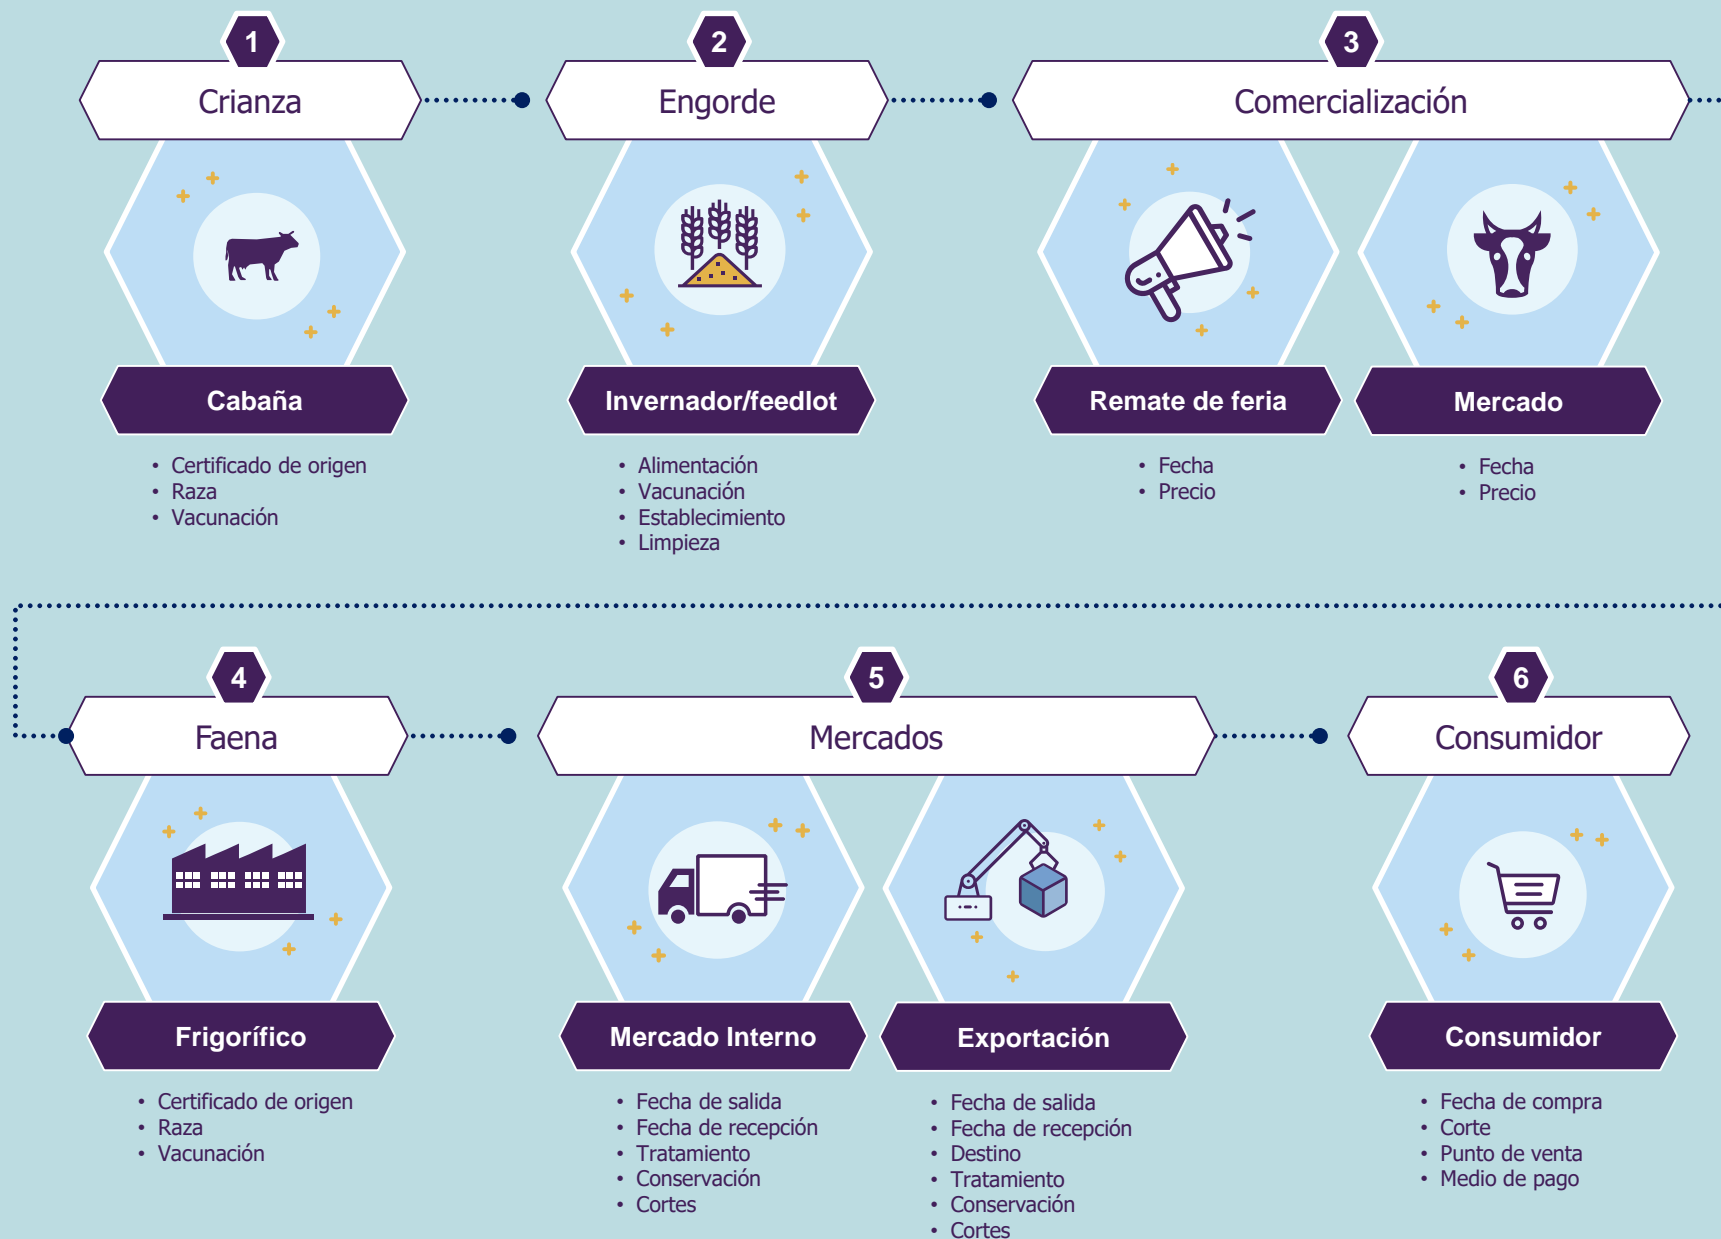 1
Crianza
Cabaña
• Certificado de origen
• Raza
• Vacunación
2
Engorde
Invernador/feedlot
• Alimentación
• Vacunación
• Establecimiento
• Limpieza
3
Comercialización
Remate de feria
• Fecha
• Precio
Mercado
• Fecha
• Precio
4
Faena
Frigorífico
• Certificado de origen
• Raza
• Vacunación
5
Mercados
Mercado Interno
• Fecha de salida
• Fecha de recepción
• Tratamiento
• Conservación
• Cortes
Exportación
• Fecha de salida
• Fecha de recepción
• Destino
• Tratamiento
• Conservación
• Cortes
6
Consumidor
Consumidor
• Fecha de compra
• Corte
• Punto de venta
• Medio de pago